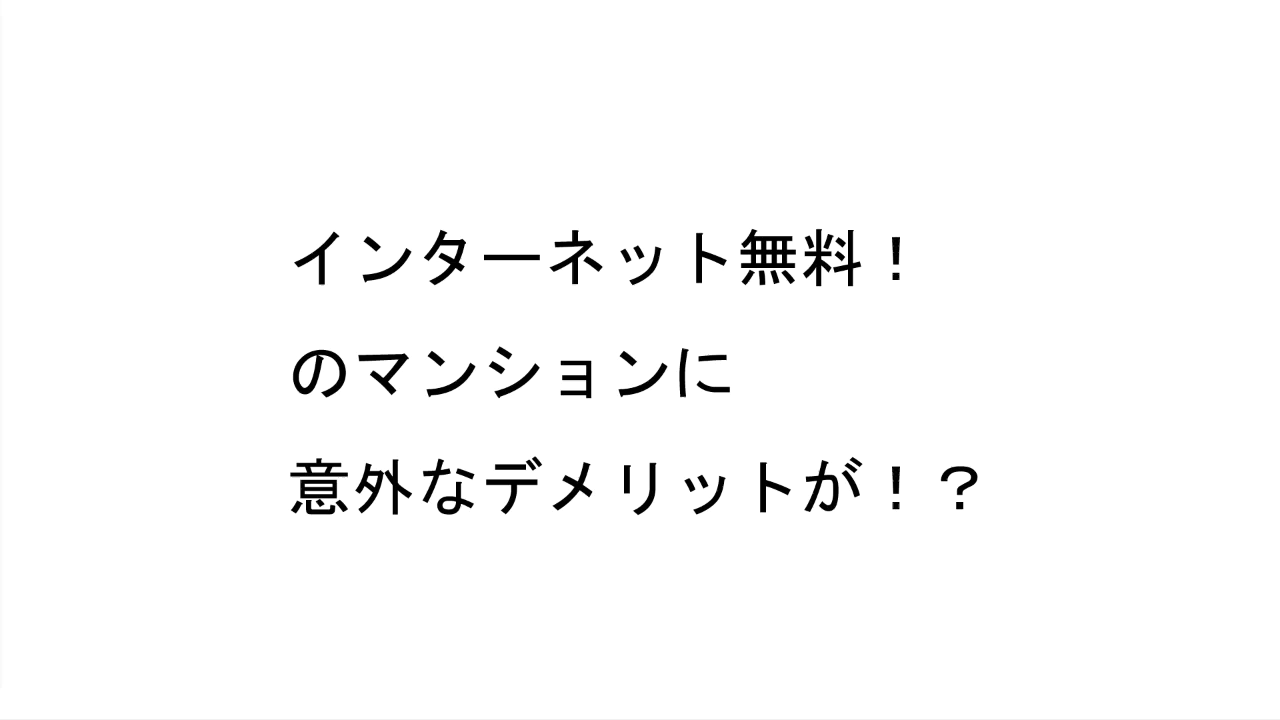 インターネット無料！
のマンションに
意外なデメリットが！？